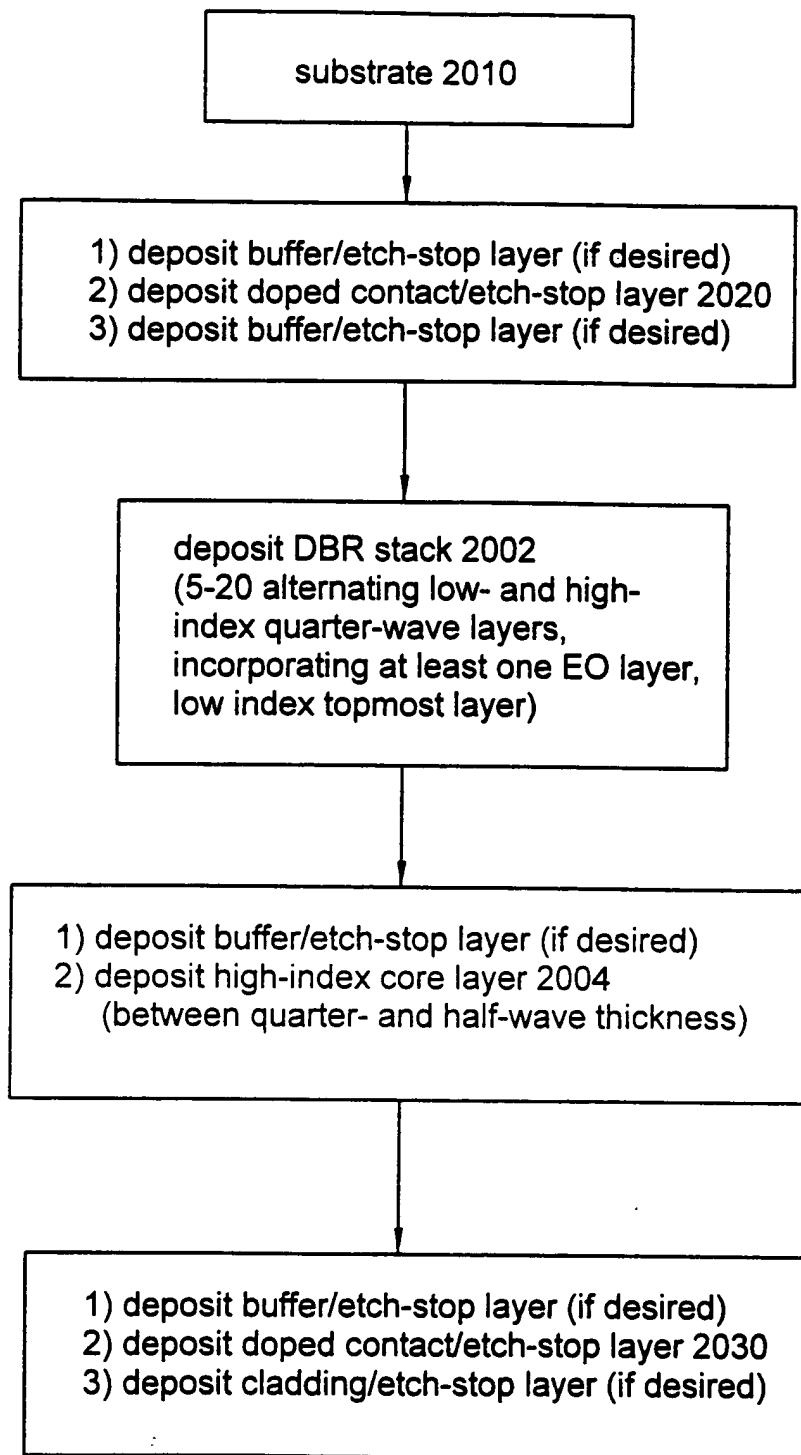 substrate 2010
1) deposit buffer/etch-stop layer (if desired)
2) deposit doped contact/etch-stop layer 2020
3) deposit buffer/etch-stop layer (if desired)
deposit DBR stack 2002
(5-20 alternating low- and high-
index quarter-wave layers,
incorporating at least one EO layer,
low index topmost layer)
1) deposit buffer/etch-stop layer (if desired)
2) deposit high-index core layer 2004
(between quarter- and half-wave thickness)
1) deposit buffer/etch-stop layer (if desired)
2) deposit doped contact/etch-stop layer 2030
3) deposit cladding/etch-stop layer (if desired)